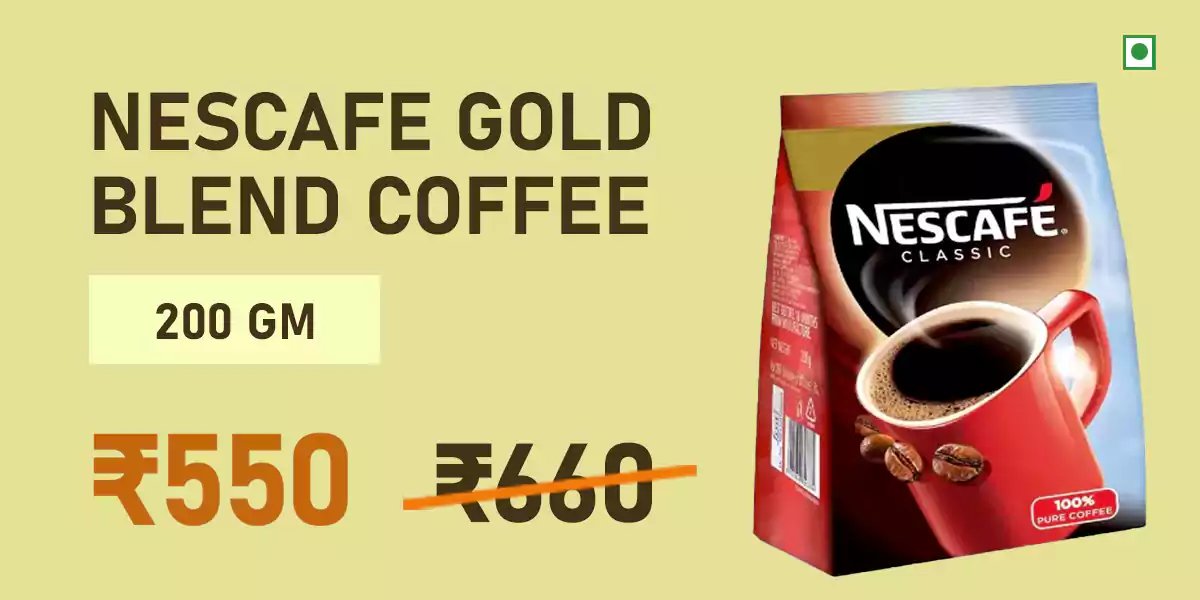 NESCAFE GOLD
BLEND COFFEE
200 GM
₹550
₹660
NESCAFÉ®
CLASSIC
100%
PURE COFFEE